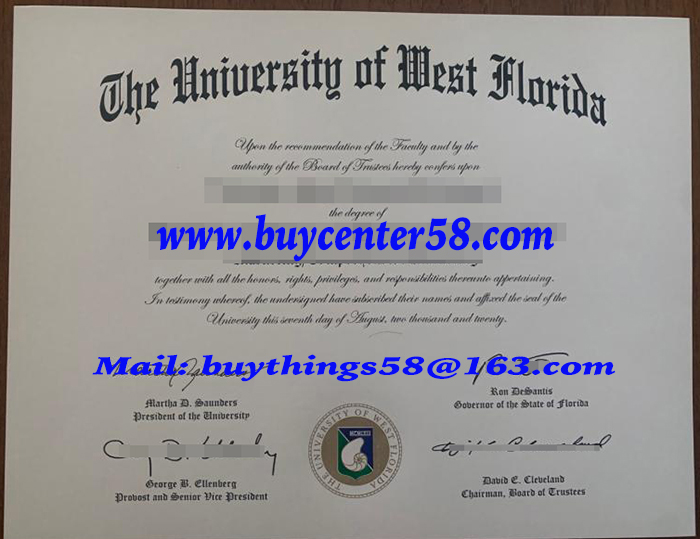 The University of West Florida
Upon the recommendation of the Faculty and by the
authority of the Board of Trustees hereby confers upon
the degree of
www.buycenter58.com
together with all the honors, rights, privileges, and responsibilities thereunto appertaining.
In testimony whereof, the undersigned have subscribed their names and affixed the seal of the
University this seventh day of August, two thousand and twenty.
Mail: buythings58@163.com
Martha D. Saunders
President of the University
Ron DeSantis
Governor of the State of Florida
THE UNIVERSITY OF WEST FLORIDA
George B. Ellenberg
Provost and Senior Vice President
David E. Cleveland
Chairman, Board of Trustees